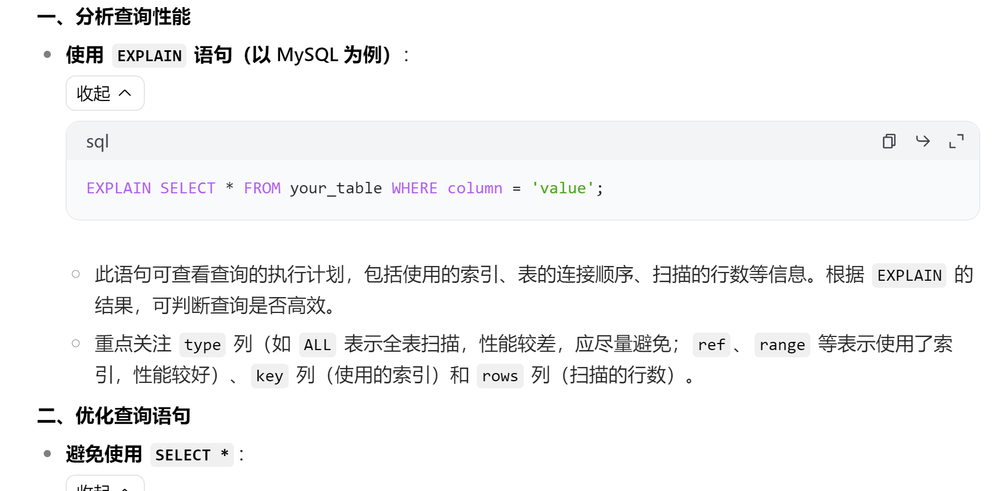 一、分析查询性能
使用 EXPLAIN 语句（以 MySQL 为例）:
收起
sql
EXPLAIN SELECT * FROM your_table WHERE column = 'value';
此语句可查看查询的执行计划，包括使用的索引、表的连接顺序、扫描的行数等信息。根据 EXPLAIN 的
结果，可判断查询是否高效。
重点关注 type 列（如 ALL 表示全表扫描，性能较差，应尽量避免；ref、range 等表示使用了索
引，性能较好）、key 列（使用的索引）和 rows 列（扫描的行数）。
二、优化查询语句
避免使用 SELECT *:
收起